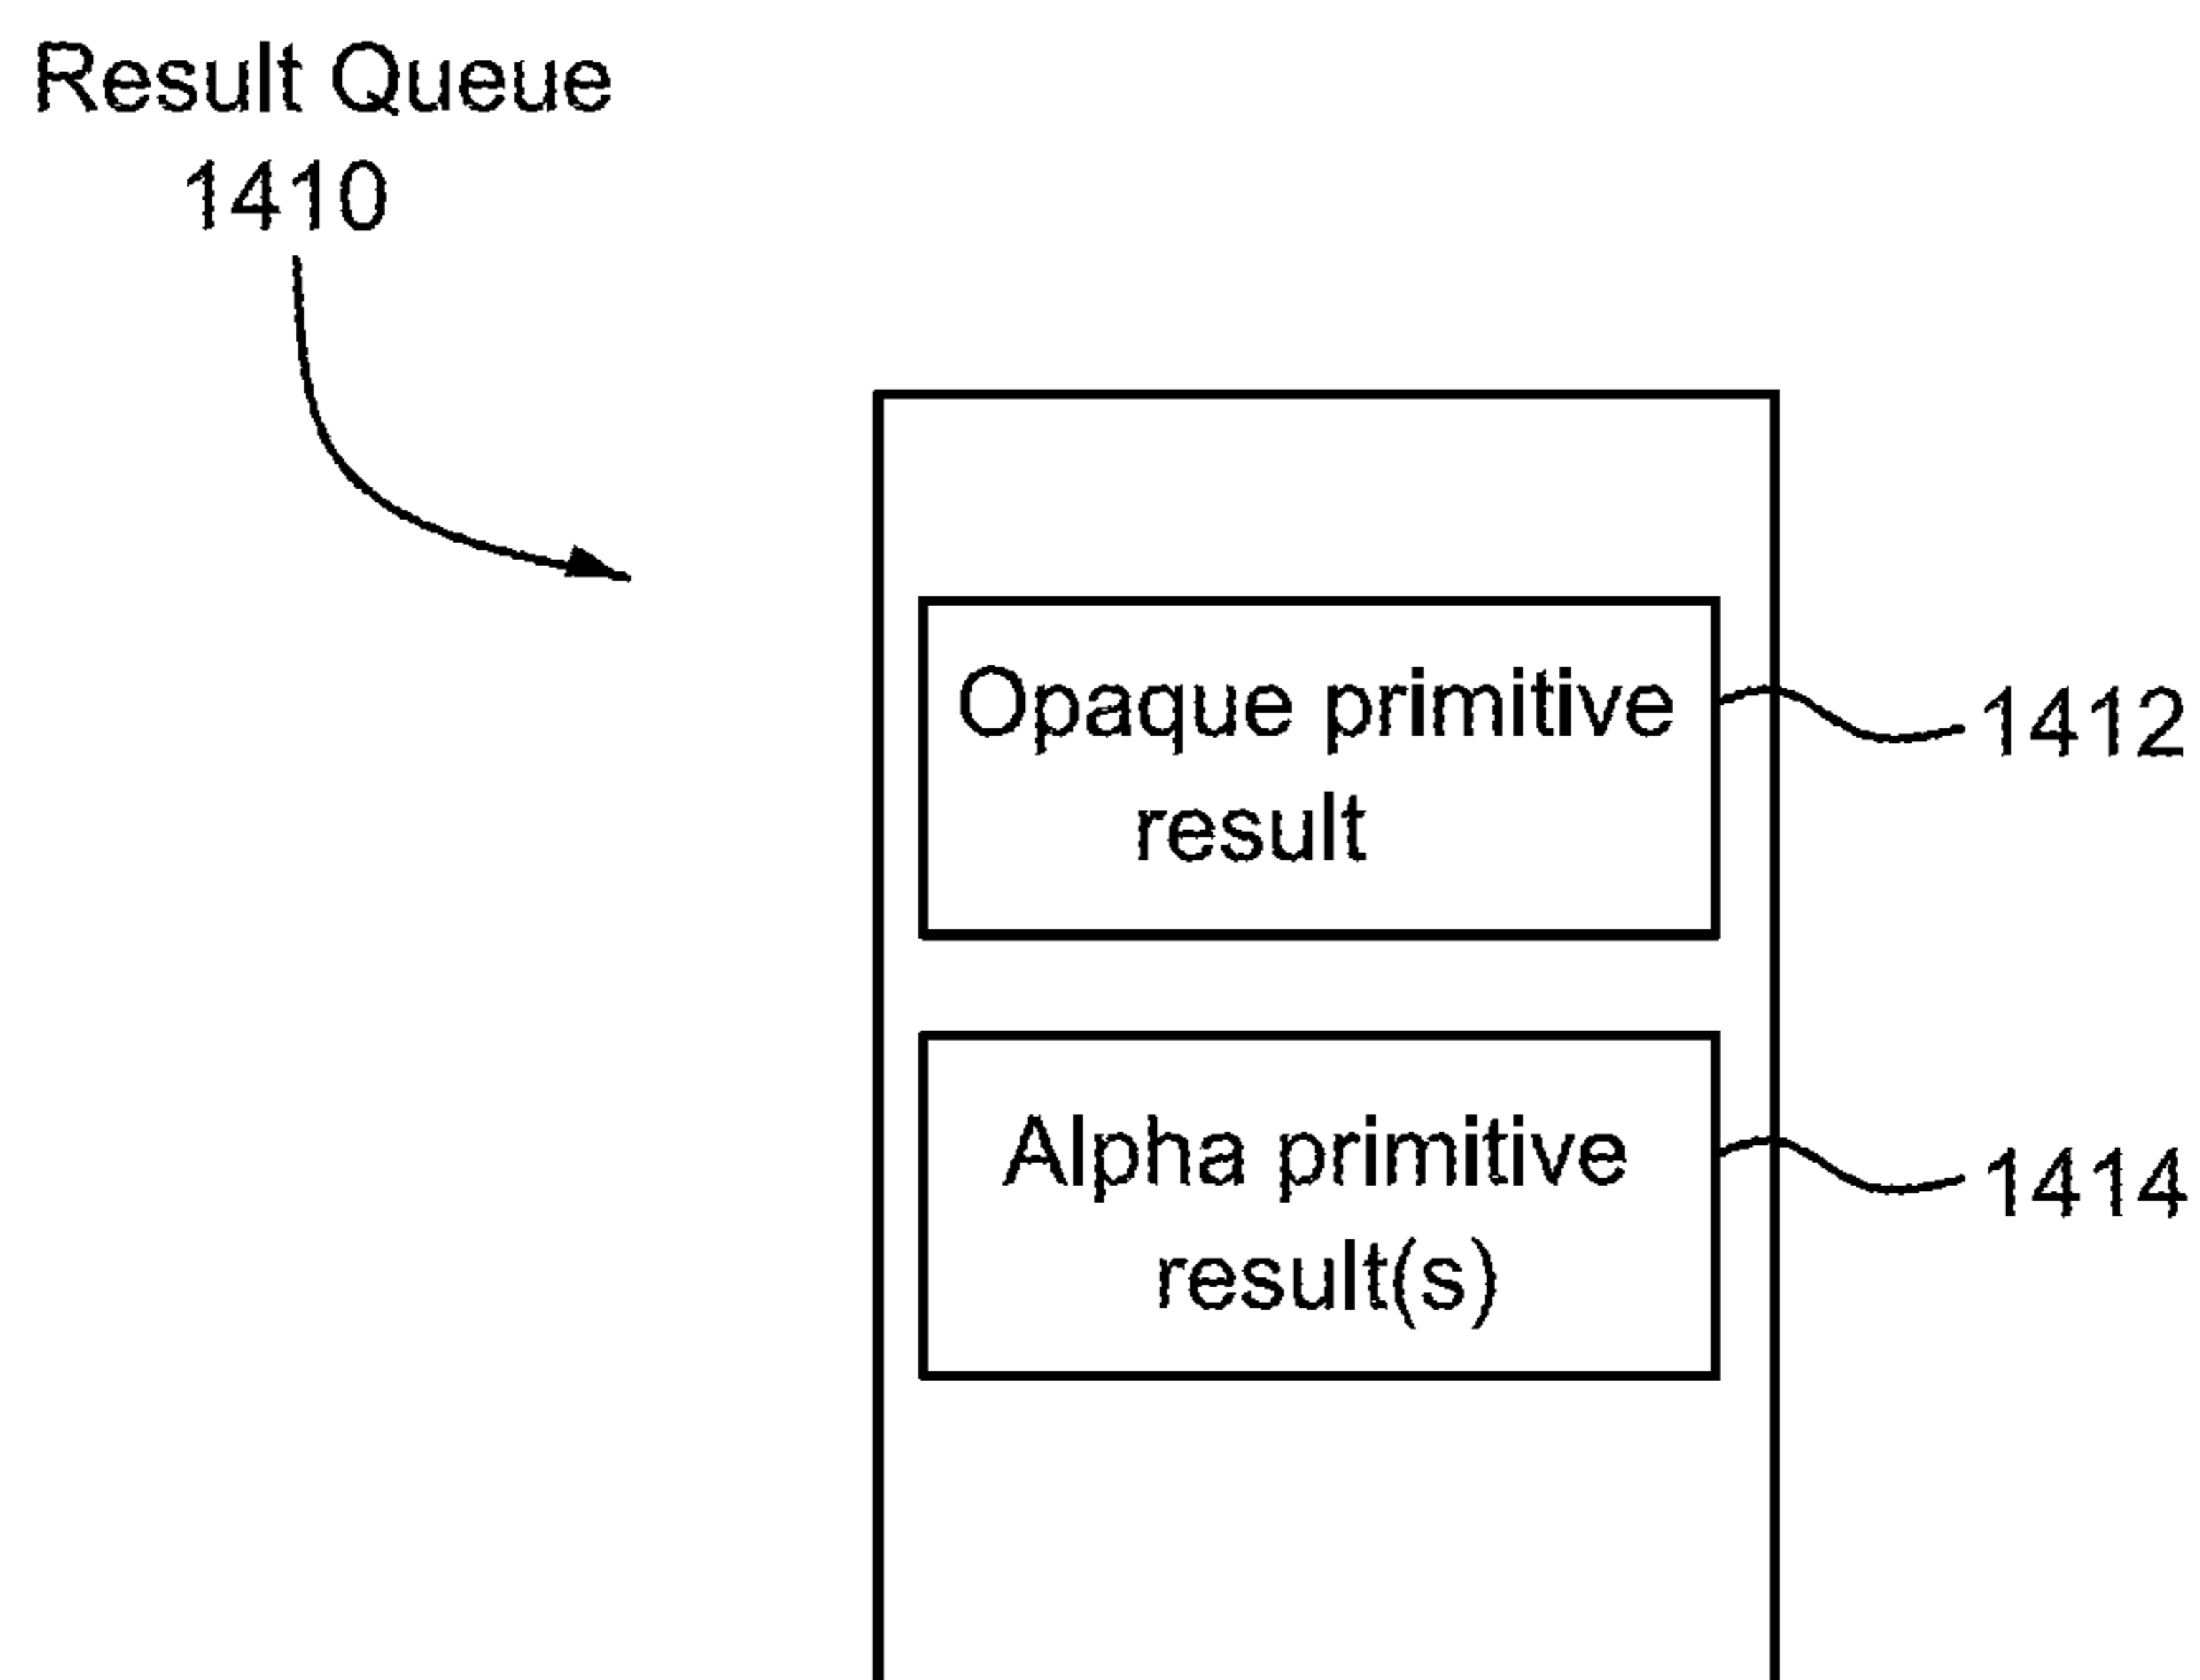 Result Queue
1410
Opaque primitive
result
1412
Alpha primitive
result(s)
1414